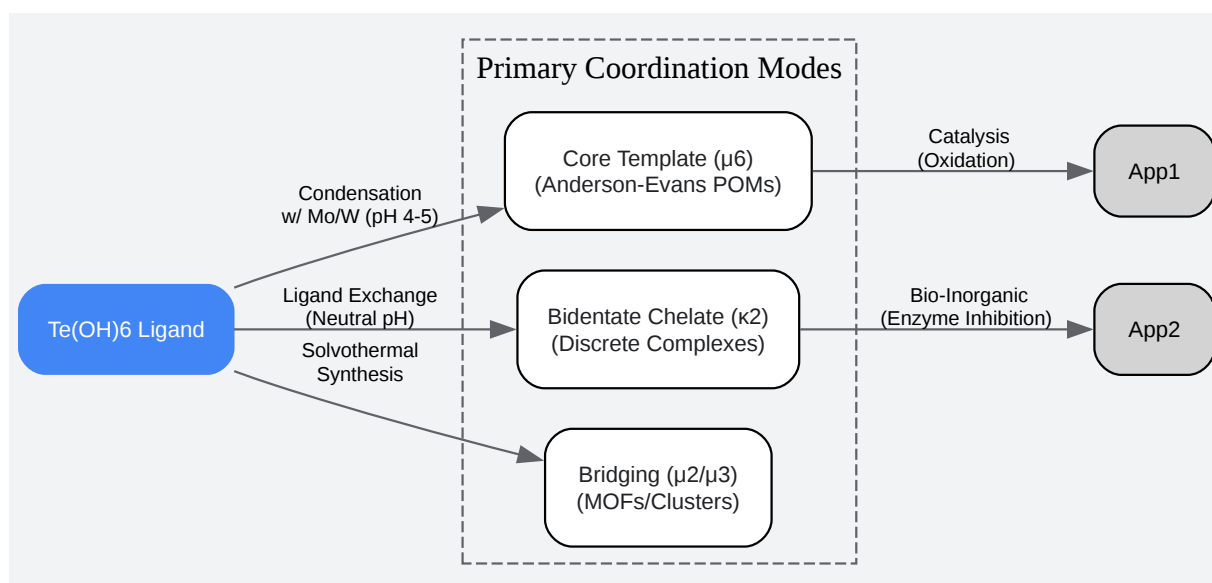 Primary Coordination Modes
Core Template (μ6)
(Anderson-Evans POMs)
Catalysis
(Oxidation)
App1
Condensation
w/ Mo/W (pH 4-5)
Te(OH)6 Ligand
Ligand Exchange
(Neutral pH)
Bidentate Chelate (κ2)
(Discrete Complexes)
Bio-Inorganic
(Enzyme Inhibition)
App2
Solvothermal
Synthesis
Bridging (μ2/μ3)
(MOFs/Clusters)